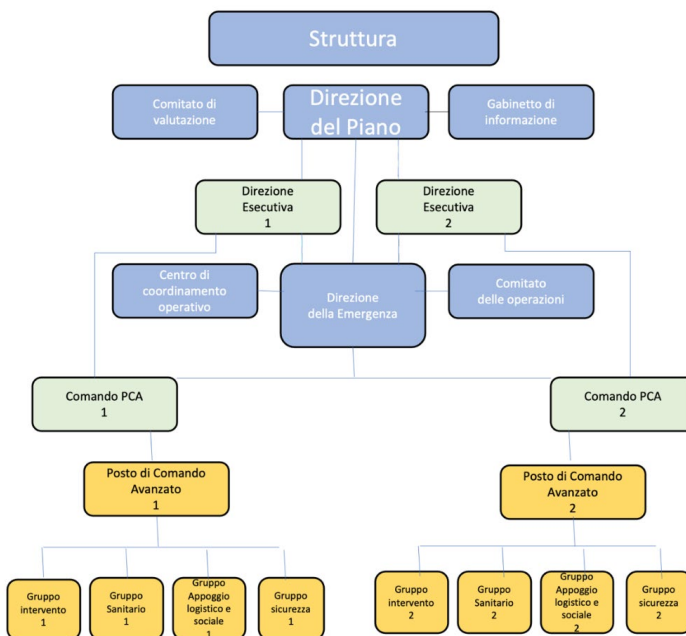 Struttura
Comitato di
valutazione
Direzione
del Piano
Gabinetto di
informazione
Direzione
Esecutiva
1
Direzione
Esecutiva
2
Centro di
coordinamento
operativo
Direzione
della Emergenza
Comitato
delle operazioni
Comando PCA
1
Comando PCA
2
Posto di Comando
Avanzato
1
Posto di Comando
Avanzato
2
Gruppo
intervento
1
Gruppo
Sanitario
1
Gruppo
Appoggio
logistico e
sociale
1
Gruppo
sicurezza
1
Gruppo
intervento
2
Gruppo
Sanitario
2
Gruppo
Appoggio
logistico e
sociale
2
Gruppo
sicurezza
2